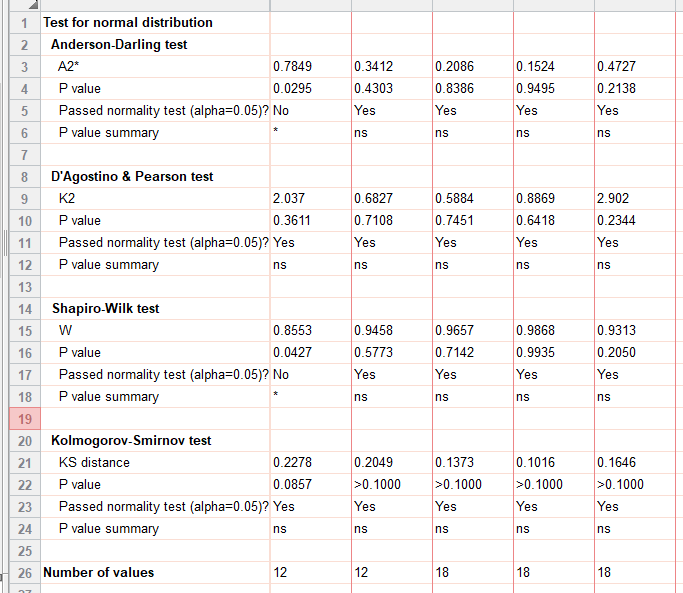 1 Test for normal distribution
2 Anderson-Darling test
3 A2* 0.7849 0.3412 0.2086 0.1524 0.4727
4 P value 0.0295 0.4303 0.8386 0.9495 0.2138
5 Passed normality test (alpha=0.05)? No Yes Yes Yes Yes
6 P value summary * ns ns ns ns
7
8 D'Agostino & Pearson test
9 K2 2.037 0.6827 0.5884 0.8869 2.902
10 P value 0.3611 0.7108 0.7451 0.6418 0.2344
11 Passed normality test (alpha=0.05)? Yes Yes Yes Yes Yes
12 P value summary ns ns ns ns ns
13
14 Shapiro-Wilk test
15 W 0.8553 0.9458 0.9657 0.9868 0.9313
16 P value 0.0427 0.5773 0.7142 0.9935 0.2050
17 Passed normality test (alpha=0.05)? No Yes Yes Yes Yes
18 P value summary * ns ns ns ns
19
20 Kolmogorov-Smirnov test
21 KS distance 0.2278 0.2049 0.1373 0.1016 0.1646
22 P value 0.0857 >0.1000 >0.1000 >0.1000 >0.1000
23 Passed normality test (alpha=0.05)? Yes Yes Yes Yes Yes
24 P value summary ns ns ns ns ns
25
26 Number of values 12 12 18 18 18